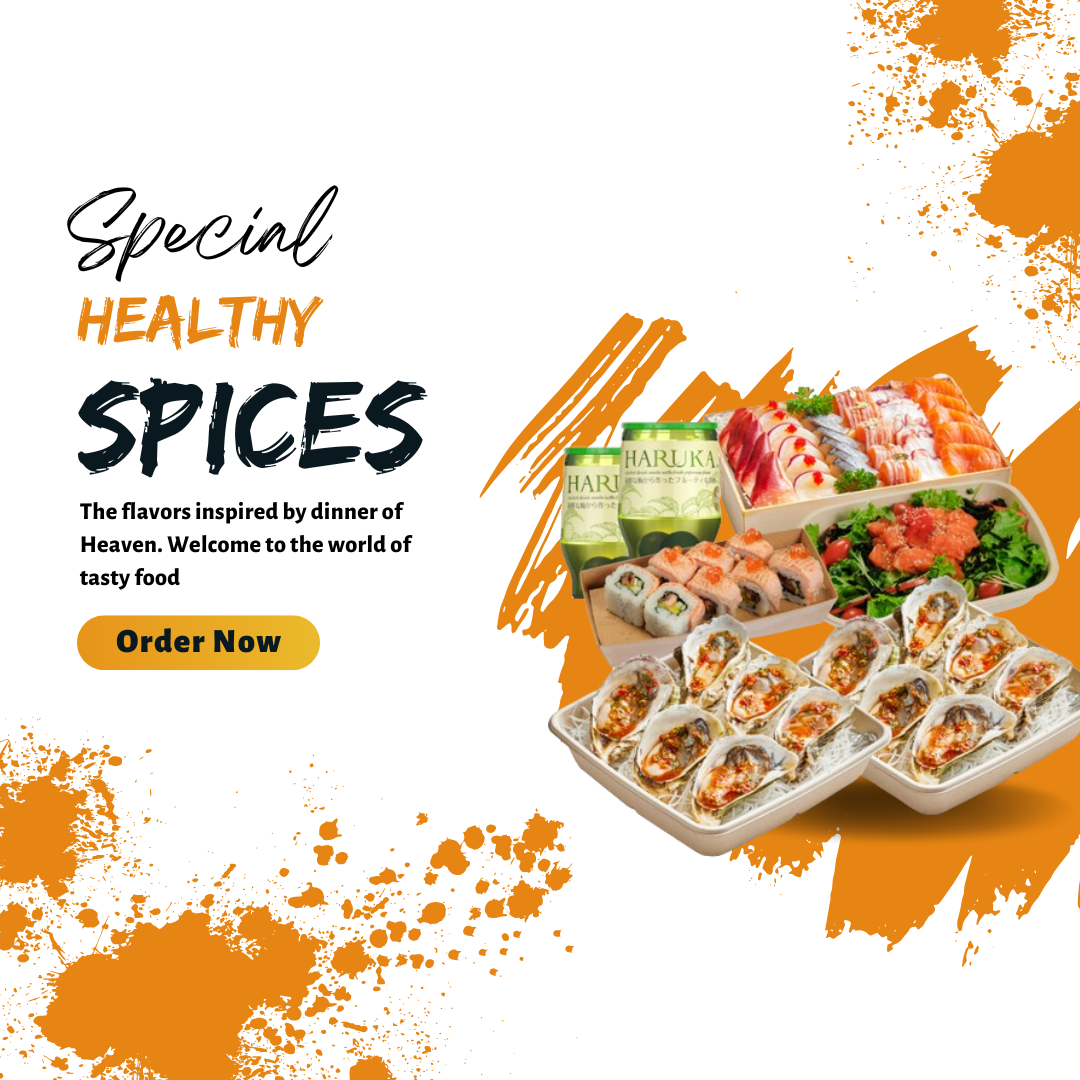 Special
HEALTHY
SPICES
The flavors inspired by dinner of
Heaven. Welcome to the world of
tasty food
Order Now
HARUKA
HARU